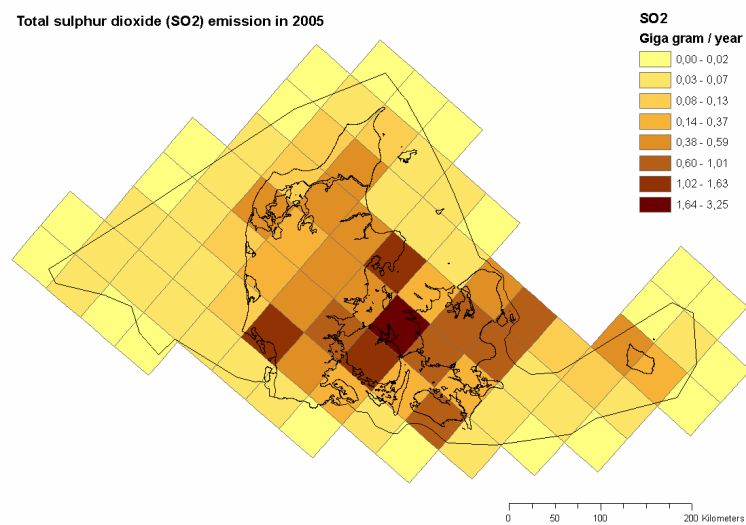 Total sulphur dioxide (SO2) emission in 2005
SO2
Giga gram / year
0,00 - 0,02
0,03 - 0,07
0,08 - 0,13
0,14 - 0,37
0,38 - 0,59
0,60 - 1,01
1,02 - 1,63
1,64 - 3,25
0 50 100 200 Kilometers